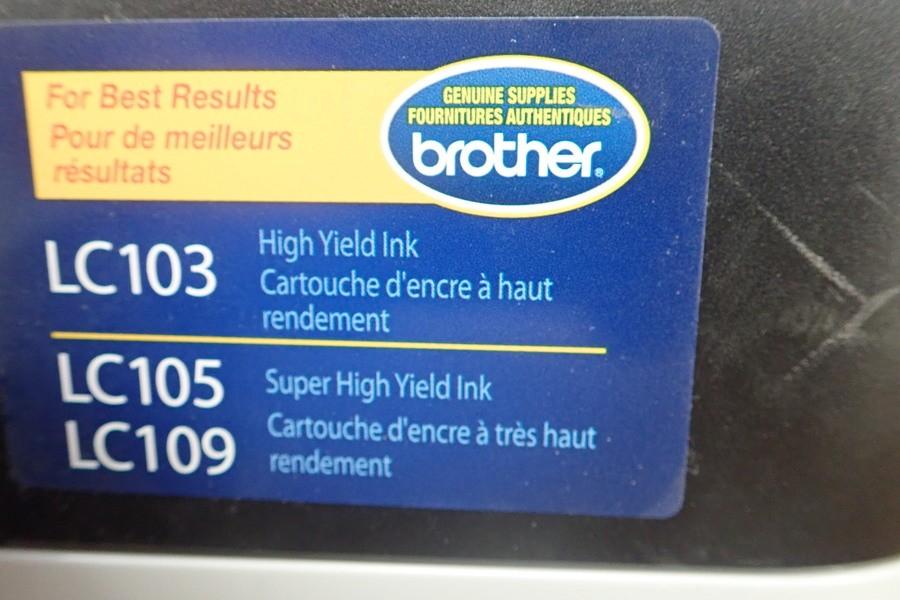 For Best Results
Pour de meilleurs
résultats
GENUINE SUPPLIES
FOURNITURES AUTHENTIQUES
brother®
LC103
High Yield Ink
Cartouche d'encre à haut
rendement
LC105
LC109
Super High Yield Ink
Cartouche d'encre à très haut
rendement